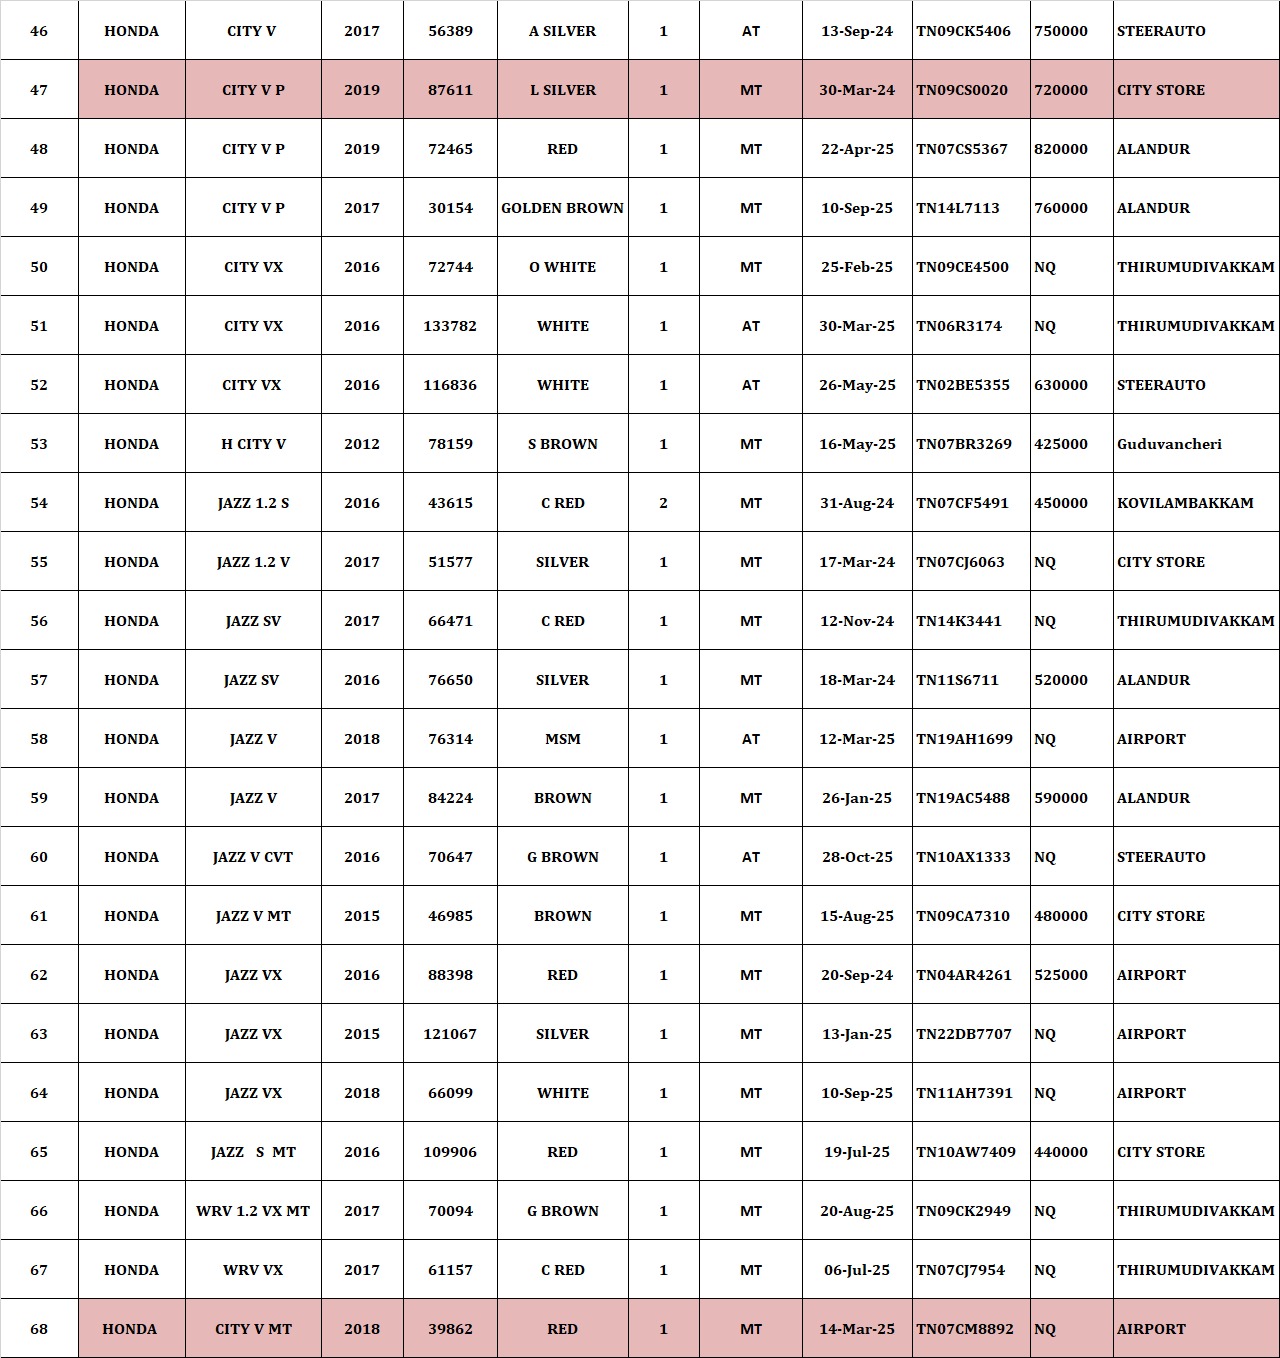 46 HONDA CITY V 2017 56389 A SILVER 1 AT 13-Sep-24 TN09CK5406 750000 STEERAUTO
47 HONDA CITY V P 2019 87611 L SILVER 1 MT 30-Mar-24 TN09CS0020 720000 CITY STORE
48 HONDA CITY V P 2019 72465 RED 1 MT 22-Apr-25 TN07CS5367 820000 ALANDUR
49 HONDA CITY V P 2017 30154 GOLDEN BROWN 1 MT 10-Sep-25 TN14L7113 760000 ALANDUR
50 HONDA CITY VX 2016 72744 O WHITE 1 MT 25-Feb-25 TN09CE4500 NQ THIRUMUDIVAKKAM
51 HONDA CITY VX 2016 133782 WHITE 1 AT 30-Mar-25 TN06R3174 NQ THIRUMUDIVAKKAM
52 HONDA CITY VX 2016 116836 WHITE 1 AT 26-May-25 TN02BE5355 630000 STEERAUTO
53 HONDA H CITY V 2012 78159 S BROWN 1 MT 16-May-25 TN07BR3269 425000 Guduvancheri
54 HONDA JAZZ 1.2 S 2016 43615 C RED 2 MT 31-Aug-24 TN07CF5491 450000 KOVILAMBAKKAM
55 HONDA JAZZ 1.2 V 2017 51577 SILVER 1 MT 17-Mar-24 TN07CJ6063 NQ CITY STORE
56 HONDA JAZZ SV 2017 66471 C RED 1 MT 12-Nov-24 TN14K3441 NQ THIRUMUDIVAKKAM
57 HONDA JAZZ SV 2016 76650 SILVER 1 MT 18-Mar-24 TN11S6711 520000 ALANDUR
58 HONDA JAZZ V 2018 76314 MSM 1 AT 12-Mar-25 TN19AH1699 NQ AIRPORT
59 HONDA JAZZ V 2017 84224 BROWN 1 MT 26-Jan-25 TN19AC5488 590000 ALANDUR
60 HONDA JAZZ V CVT 2016 70647 G BROWN 1 AT 28-Oct-25 TN10AX1333 NQ STEERAUTO
61 HONDA JAZZ V MT 2015 46985 BROWN 1 MT 15-Aug-25 TN09CA7310 480000 CITY STORE
62 HONDA JAZZ VX 2016 88398 RED 1 MT 20-Sep-24 TN04AR4261 525000 AIRPORT
63 HONDA JAZZ VX 2015 121067 SILVER 1 MT 13-Jan-25 TN22DB7707 NQ AIRPORT
64 HONDA JAZZ VX 2018 66099 WHITE 1 MT 10-Sep-25 TN11AH7391 NQ AIRPORT
65 HONDA JAZZ S MT 2016 109906 RED 1 MT 19-Jul-25 TN10AW7409 440000 CITY STORE
66 HONDA WRV 1.2 VX MT 2017 70094 G BROWN 1 MT 20-Aug-25 TN09CK2949 NQ THIRUMUDIVAKKAM
67 HONDA WRV VX 2017 61157 C RED 1 MT 06-Jul-25 TN07CJ7954 NQ THIRUMUDIVAKKAM
68 HONDA CITY V MT 2018 39862 RED 1 MT 14-Mar-25 TN07CM8892 NQ AIRPORT